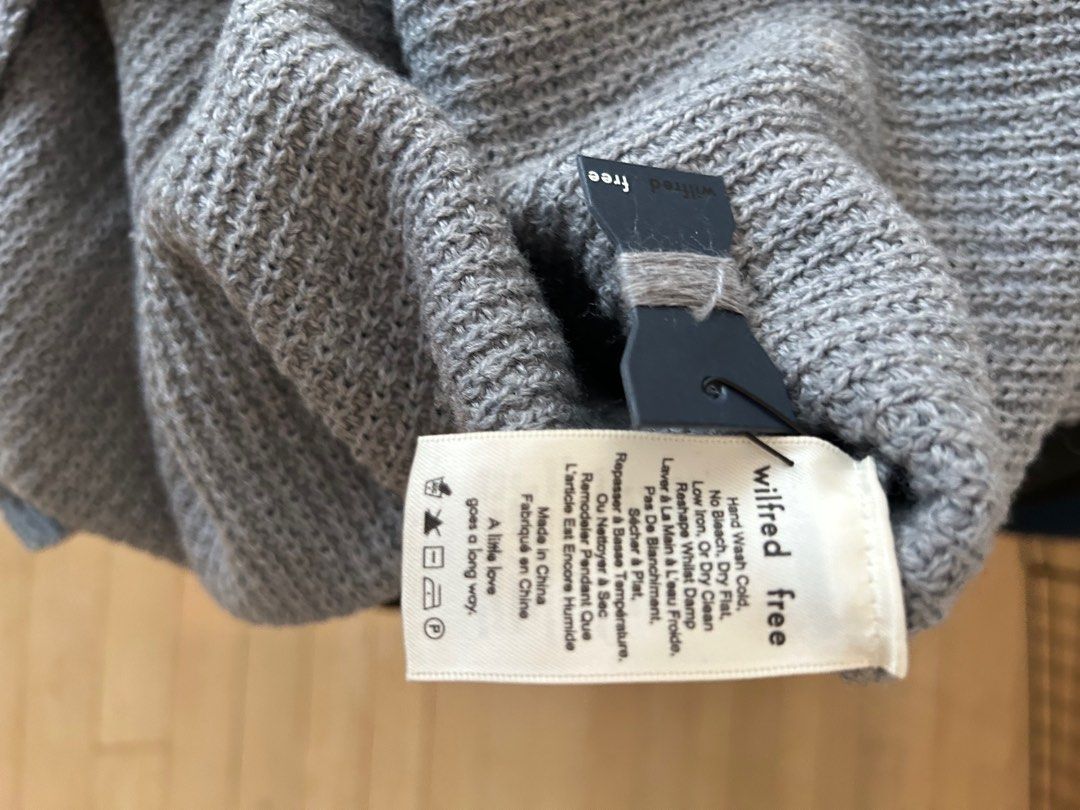 wilfred free
wilfred free
Hand Wash Cold,
No Bleach, Dry Flat,
Low Iron, Or Dry Clean
Reshape Whilst Damp
Laver à La Main à L'eau Froide,
Pas De Blanchiment,
Sécher à Plat,
Repasser à Basse Température,
Ou Nettoyer à Sec
Remodeler Pendant Que
L'article Est Encore Humide
Made in China
Fabriqué en Chine
A little love
goes a long way.
P